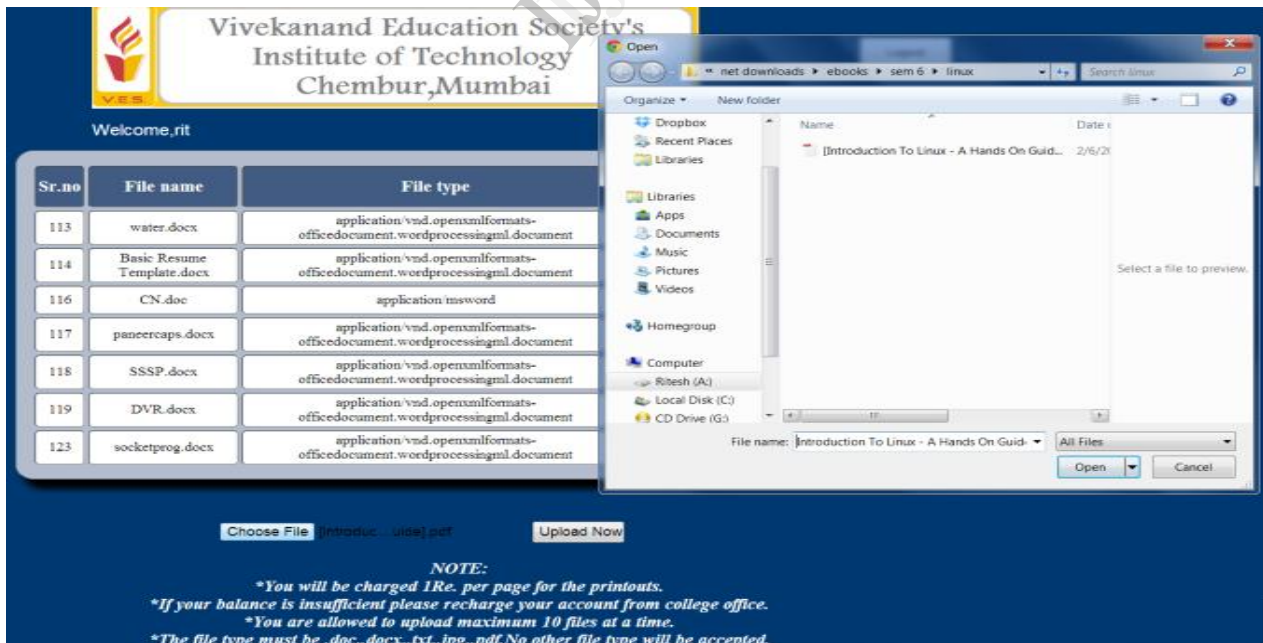 Vivekanand Education Society's
Institute of Technology
Chembur,Mumbai
V.E.S.
Welcome,rit
Sr.no File name File type
113 water.docx application/vnd.openxmlformats-
officedocument.wordprocessingml.document
114 Basic Resume
Template.docx application/vnd.openxmlformats-
officedocument.wordprocessingml.document
116 CN.doc application/msword
117 paneercaps.docx application/vnd.openxmlformats-
officedocument.wordprocessingml.document
118 SSSP.docx application/vnd.openxmlformats-
officedocument.wordprocessingml.document
119 DVR.docx application/vnd.openxmlformats-
officedocument.wordprocessingml.document
123 socketprog.docx application/vnd.openxmlformats-
officedocument.wordprocessingml.document
Open
net downloads ebooks sem 6 linux Search linux
Organize New folder
Name Date
[Introduction To Linux - A Hands On Guid... 2/6/20
Dropbox
Recent Places
Libraries
Libraries
Apps
Documents
Music
Pictures
Videos
Homegroup
Computer
Ritesh (A:)
Local Disk (C:)
CD Drive (G:)
Select a file to preview.
File name: Introduction To Linux - A Hands On Guid- All Files
Open Cancel
Choose File [Introduc...uide].pdf Upload Now
NOTE:
*You will be charged 1Re. per page for the printouts.
*If your balance is insufficient please recharge your account from college office.
*You are allowed to upload maximum 10 files at a time.
*The file type must be .doc,.docx,.txt,.jpg,.pdf.No other file type will be accepted.